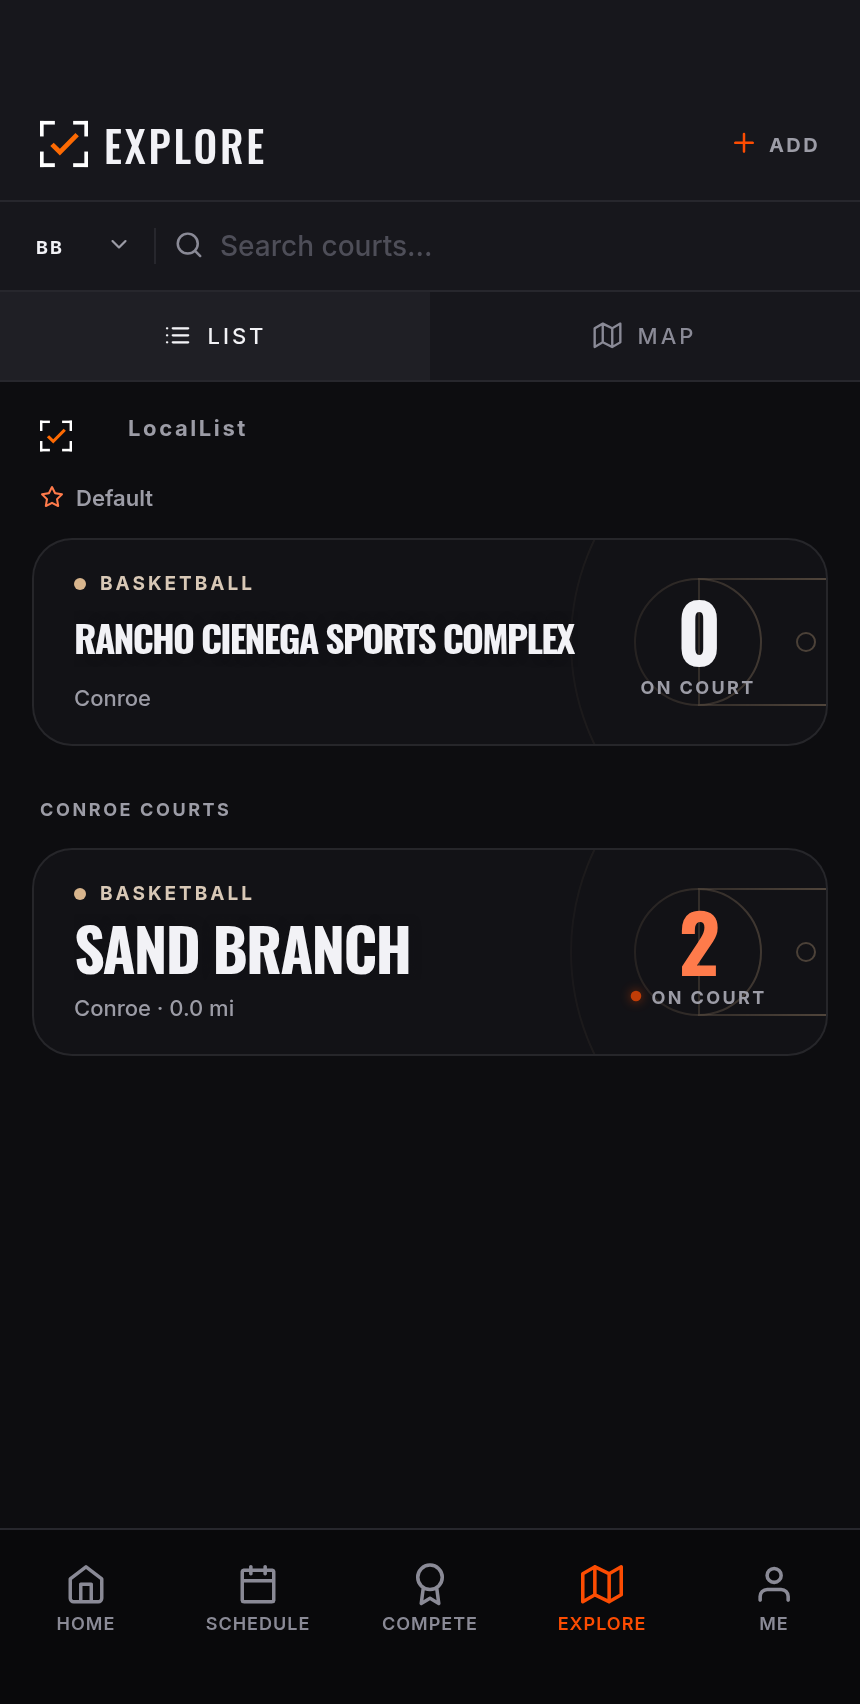 EXPLORE
ADD
BB
Search courts...
LIST
MAP
LocalList
Default
BASKETBALL
RANCHO CIENEGA SPORTS COMPLEX
Conroe
0
ON COURT
CONROE COURTS
BASKETBALL
SAND BRANCH
Conroe · 0.0 mi
2
ON COURT
HOME
SCHEDULE
COMPETE
EXPLORE
ME